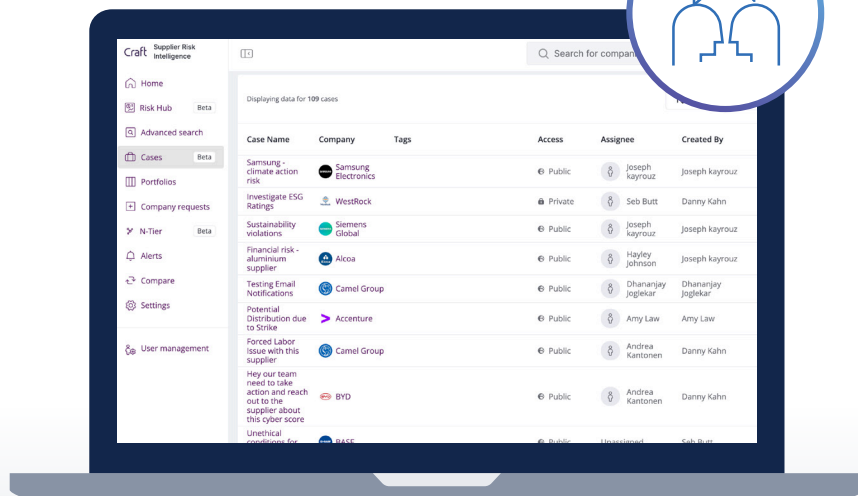 Craft Supplier Risk
Intelligence
Search for compan
Home
Risk Hub Beta
Advanced search
Cases Beta
Portfolios
Company requests
N-Tier Beta
Alerts
Compare
Settings
User management
Displaying data for 109 cases
Case Name Company Tags Access Assignee Created By
Samsung -
climate action
risk
Samsung
Electronics
Public
Joseph
kayrouz
Joseph kayrouz
Investigate ESG
Ratings
WestRock
Private
Seb Butt
Danny Kahn
Sustainability
violations
Siemens
Global
Public
Joseph
kayrouz
Joseph kayrouz
Financial risk -
aluminium
supplier
Alcoa
Public
Hayley
Johnson
Joseph kayrouz
Testing Email
Notifications
Camel Group
Public
Dhananjay
Joglekar
Dhananjay
Joglekar
Potential
Distribution due
to Strike
Accenture
Public
Amy Law
Amy Law
Forced Labor
Issue with this
supplier
Camel Group
Public
Andrea
Kantonen
Danny Kahn
Hey our team
need to take
action and reach
out to the
supplier about
this cyber score
BYD
Public
Andrea
Kantonen
Danny Kahn
Unethical
conditions for
BASF
Public
Unassigned
Seb Butt